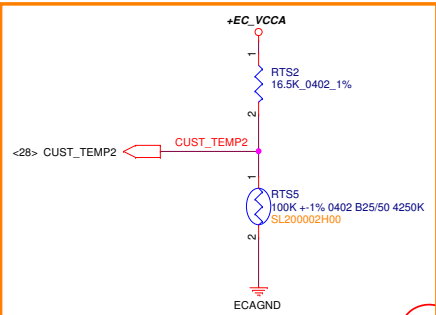 +EC_VCCA
1
RTS2
16.5K_0402_1%
2
CUST_TEMP2
<28> CUST_TEMP2
1
RTS5
100K +-1% 0402 B25/50 4250K
SL200002H00
2
ECAGND